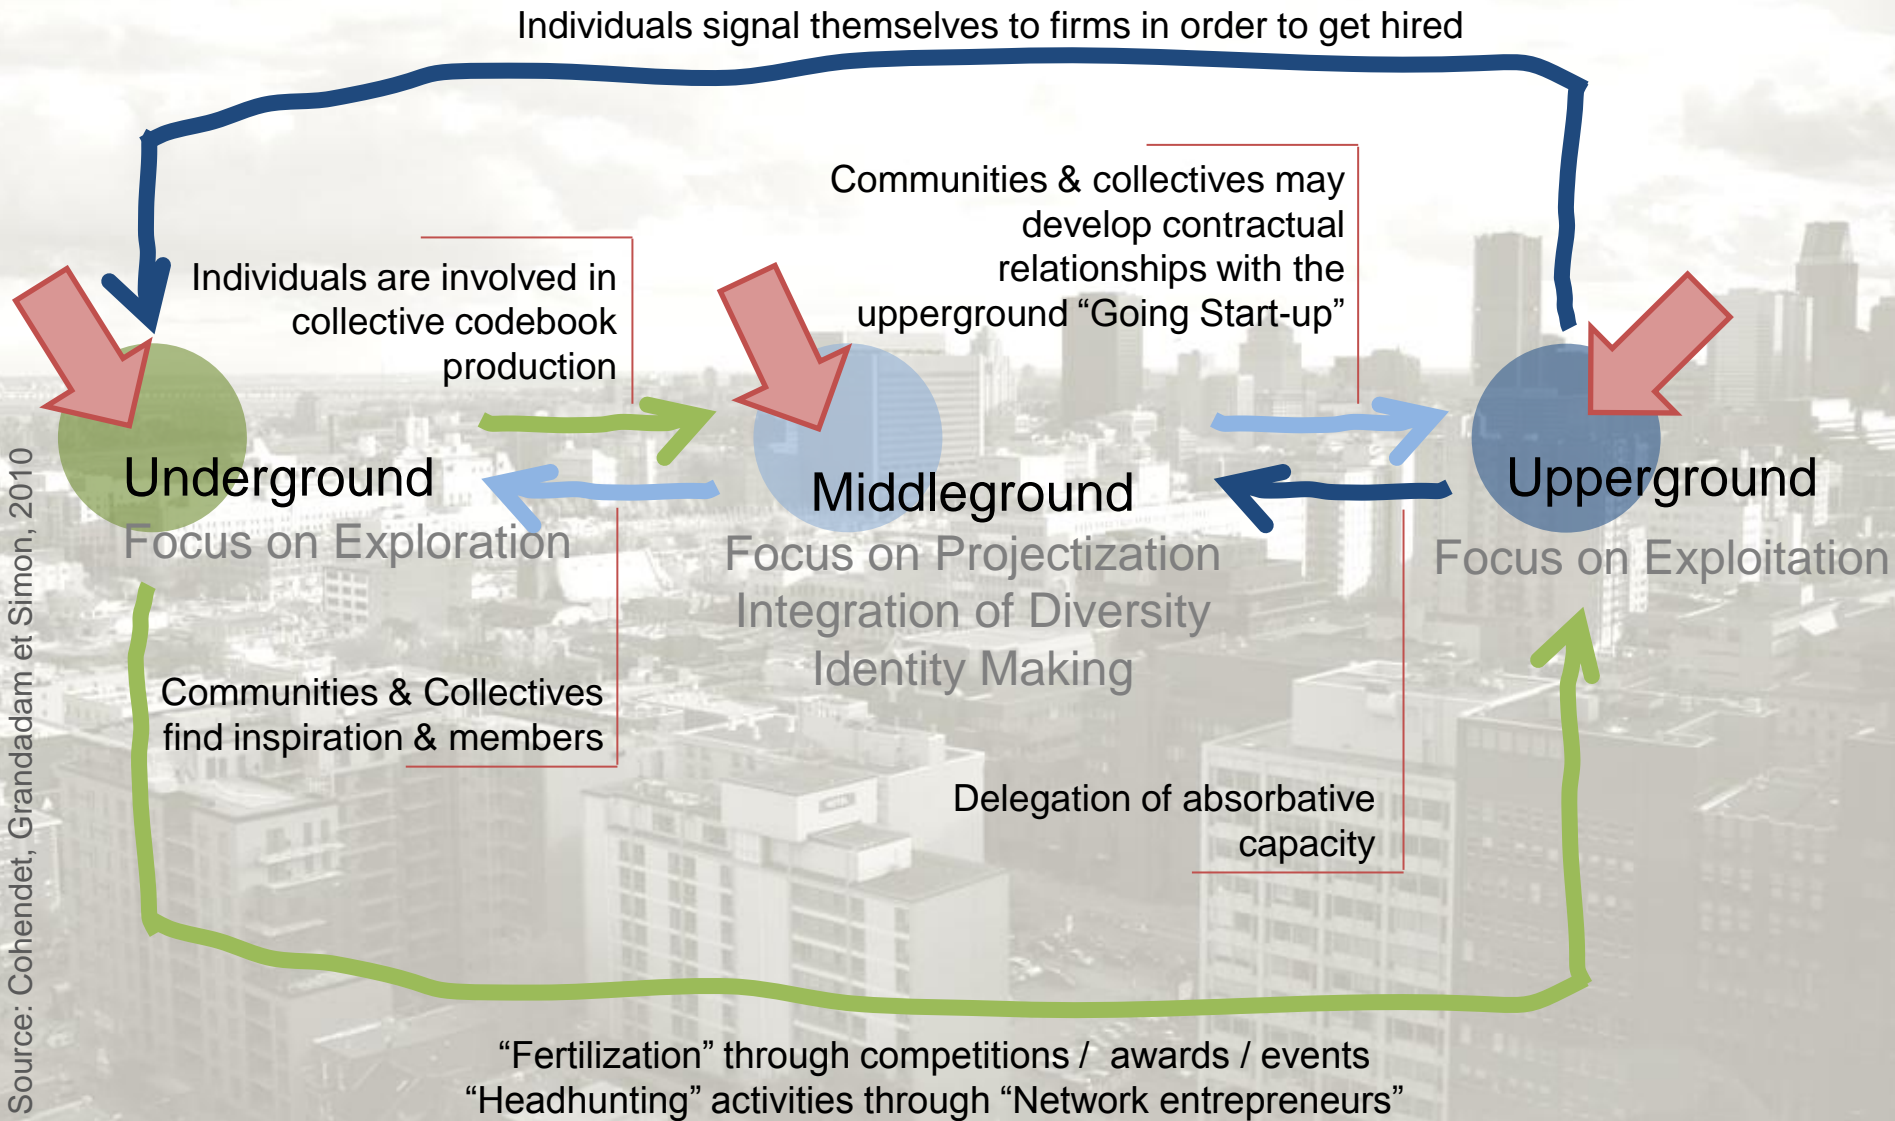 Individuals signal themselves to firms in order to get hired
Communities & collectives may
develop contractual
relationships with the
upperground “Going Start-up”
Individuals are involved in
collective codebook
production
Underground
Focus on Exploration
Middleground
Focus on Projectization
Integration of Diversity
Identity Making
Upperground
Focus on Exploitation
Communities & Collectives
find inspiration & members
Delegation of absorbative
capacity
“Fertilization” through competitions / awards / events
“Headhunting” activities through “Network entrepreneurs”
Source: Cohendet, Grandadam et Simon, 2010